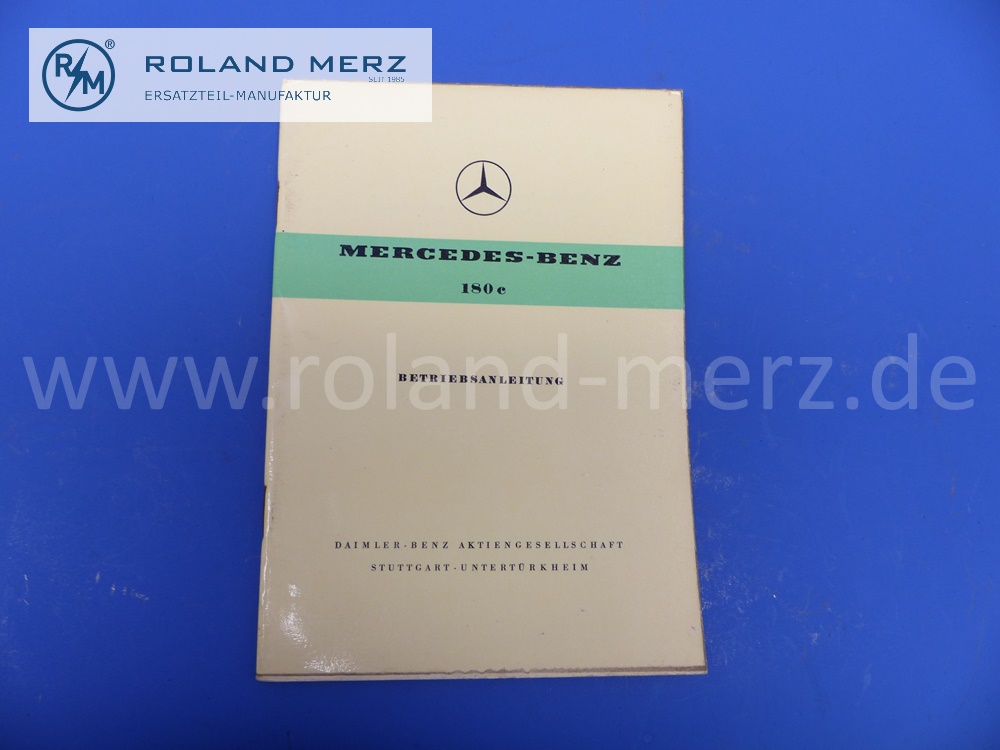 R/M®
ROLAND MERZ
SEIT 1985
ERSATZTEIL-MANUFAKTUR
MERCEDES-BENZ
180 c
www.roland-merz.de
BETRIEBSANLEITUNG
DAIMLER-BENZ AKTIENGESELLSCHAFT
STUTTGART-UNTERTÜRKHEIM